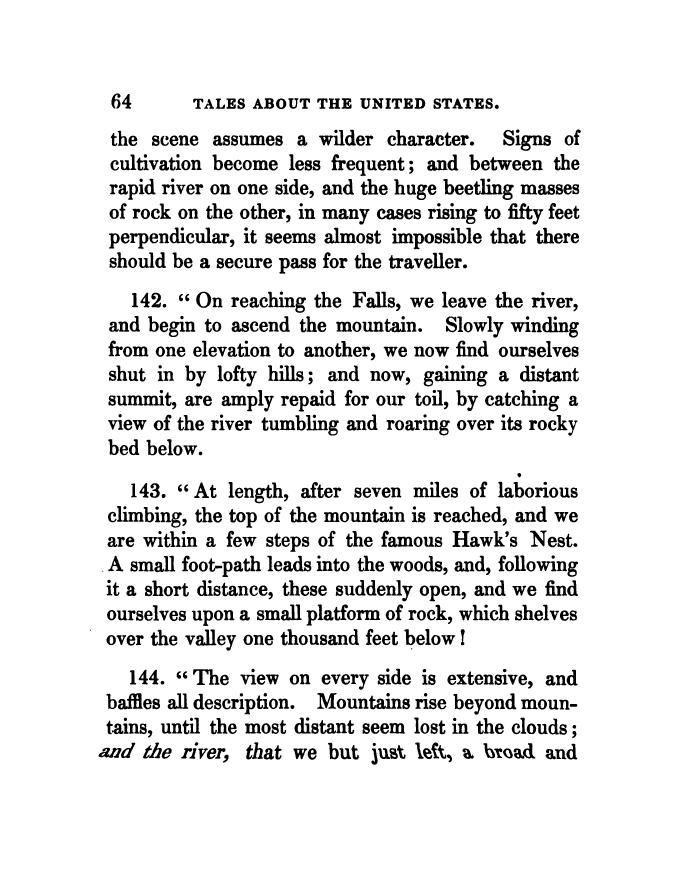 64 TALES ABOUT THE UNITED STATES.
the scene assumes a wilder character. Signs of
cultivation become less frequent; and between the
rapid river on one side, and the huge beetling masses
of rock on the other, in many cases rising to fifty feet
perpendicular, it seems almost impossible that there
should be a secure pass for the traveller.
142. “ On reaching the Falls, we leave the river,
and begin to ascend the mountain. Slowly winding
from one elevation to another, we now find ourselves
shut in by lofty hills; and now, gaining a distant
summit, are amply repaid for our toil, by catching a
view of the river tumbling and roaring over its rocky
bed below.
143. “ At length, after seven miles of laborious
climbing, the top of the mountain is reached, and we
are within a few steps of the famous Hawk's Nest.
A small foot-path leads into the woods, and, following
it a short distance, these suddenly open, and we find
ourselves upon a small platform of rock, which shelves
over the valley one thousand feet below!
144. “ The view on every side is extensive, and
baffles all description. Mountains rise beyond moun-
tains, until the most distant seem lost in the clouds;
and the river, that we but just left, a broad and